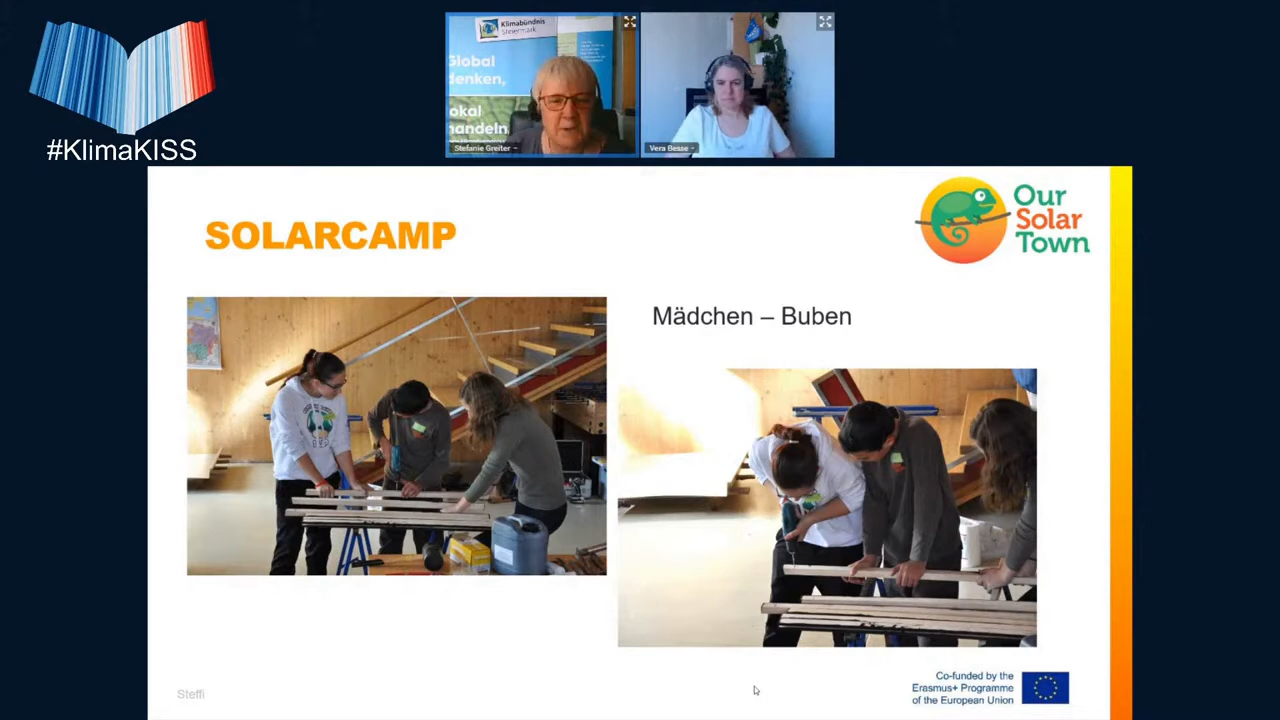 Klimabündnis
Steiermark
Global
denken,
lokal
handeln
Stefanie Greiter
Vera Besse
#KlimaKISS
SOLARCAMP
Our
Solar
Town
Mädchen – Buben
Steffi
Co-funded by the
Erasmus+ Programme
of the European Union